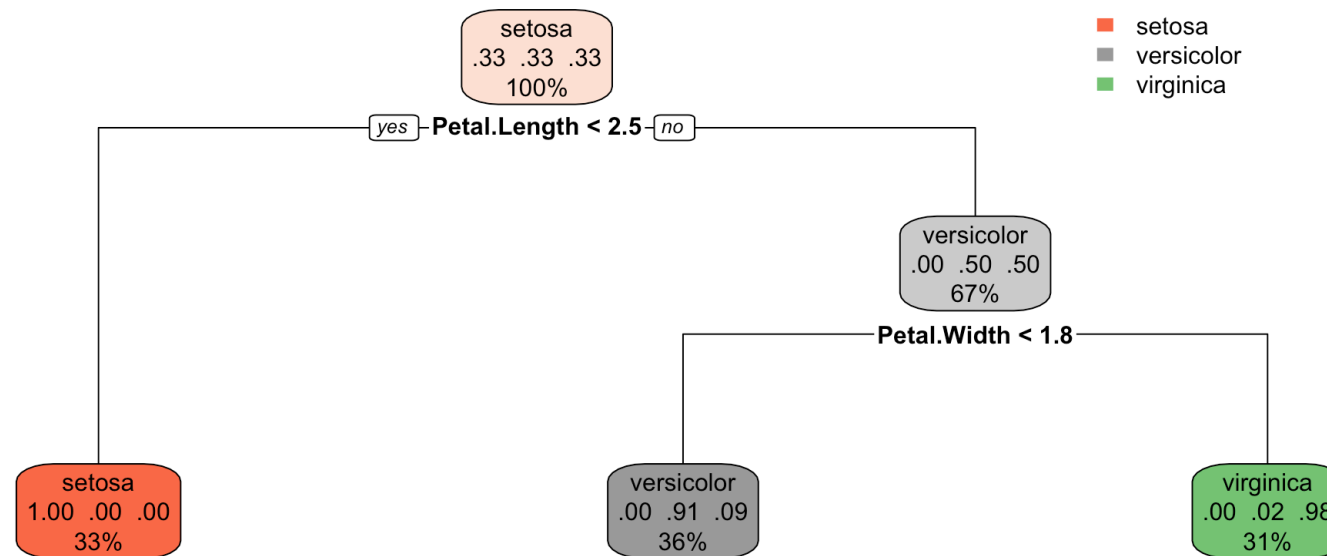 setosa
.33 .33 .33
100%
setosa
versicolor
virginica
yes Petal.Length < 2.5 no
versicolor
.00 .50 .50
67%
Petal.Width < 1.8
setosa
1.00 .00 .00
33%
versicolor
.00 .91 .09
36%
virginica
.00 .02 .98
31%